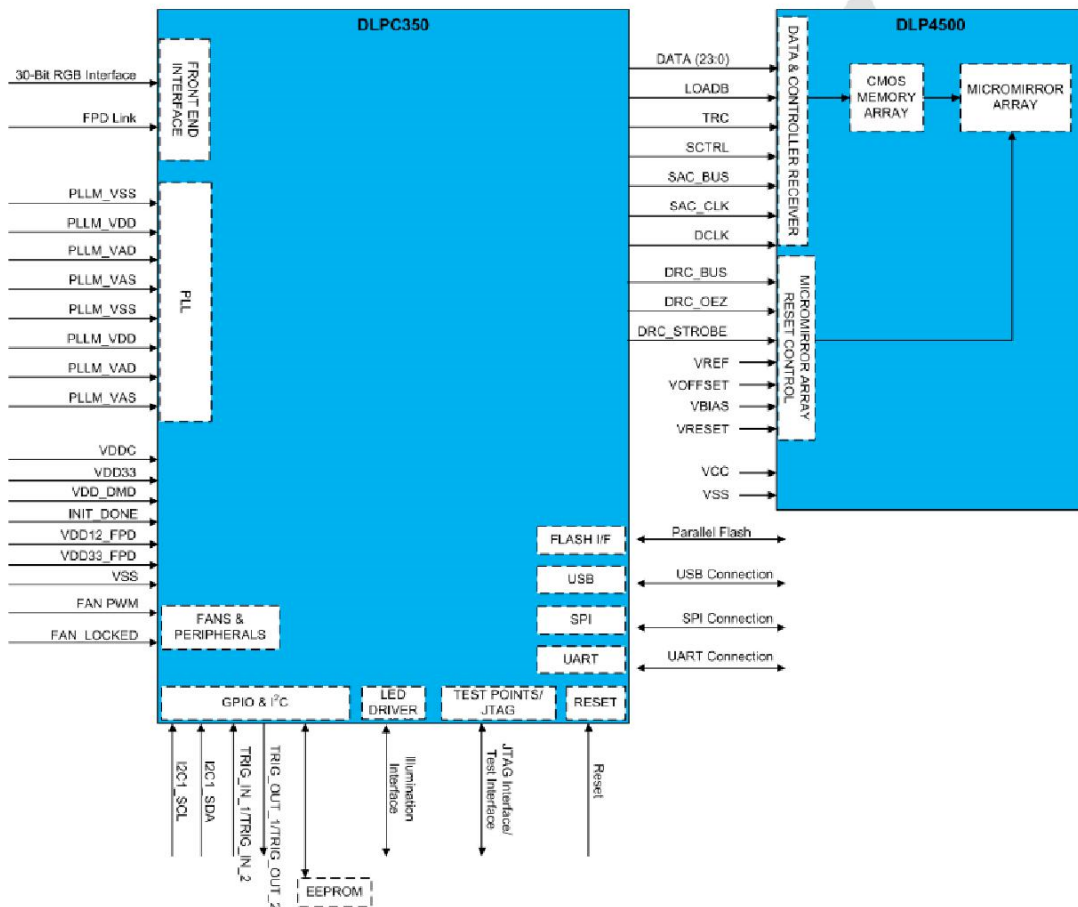 DLPC350
DLP4500
30-Bit RGB Interface
FPD Link
FRONT END
INTERFACE
PLLM_VSS
PLLM_VDD
PLLM_VAD
PLLM_VAS
PLLM_VSS
PLLM_VDD
PLLM_VAD
PLLM_VAS
PLL
VDDC
VDD33
VDD_DMD
INIT_DONE
VDD12_FPD
VDD33_FPD
VSS
FAN PWM
FAN_LOCKED
FANS &
PERIPHERALS
DATA (23:0)
LOADB
TRC
SCTRL
SAC_BUS
SAC_CLK
DCLK
DRC_BUS
DRC_OEZ
DRC_STROBE
VREF
VOFFSET
VBIAS
VRESET
VCC
VSS
DATA & CONTROLLER RECEIVER
CMOS
MEMORY
ARRAY
MICROMIRROR
ARRAY
MICROMIRROR ARRAY
RESET CONTROL
FLASH I/F
Parallel Flash
USB
USB Connection
SPI
SPI Connection
UART
UART Connection
GPIO & I²C
LED
DRIVER
TEST POINTS/
JTAG
RESET
I2C1_SCL
I2C1_SDA
TRIG_IN_1/TRIG_IN_2
TRIG_OUT_1/TRIG_OUT_2
EEPROM
Illumination
Interface
JTAG Interface/
Test Interface
Reset